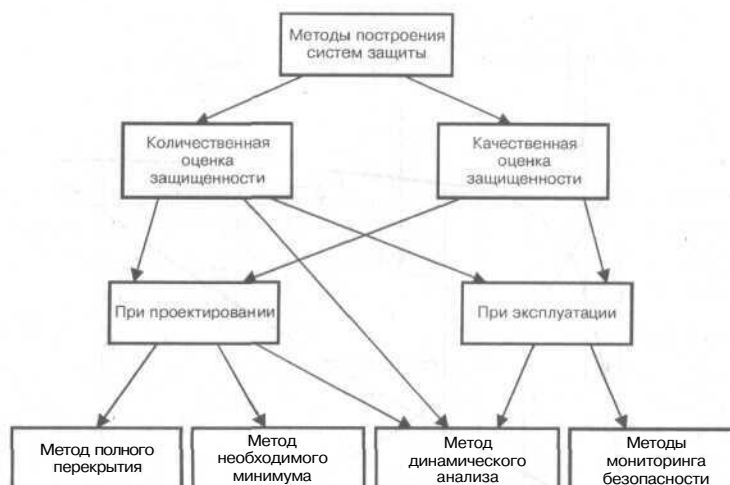 Методы построения
систем защиты
Количественная
оценка
защищенности
Качественная
оценка
защищенности
При проектировании
При эксплуатации
Метод полного
перекрытия
Метод
необходимого
минимума
Метод
динамического
анализа
Методы
мониторинга
безопасности